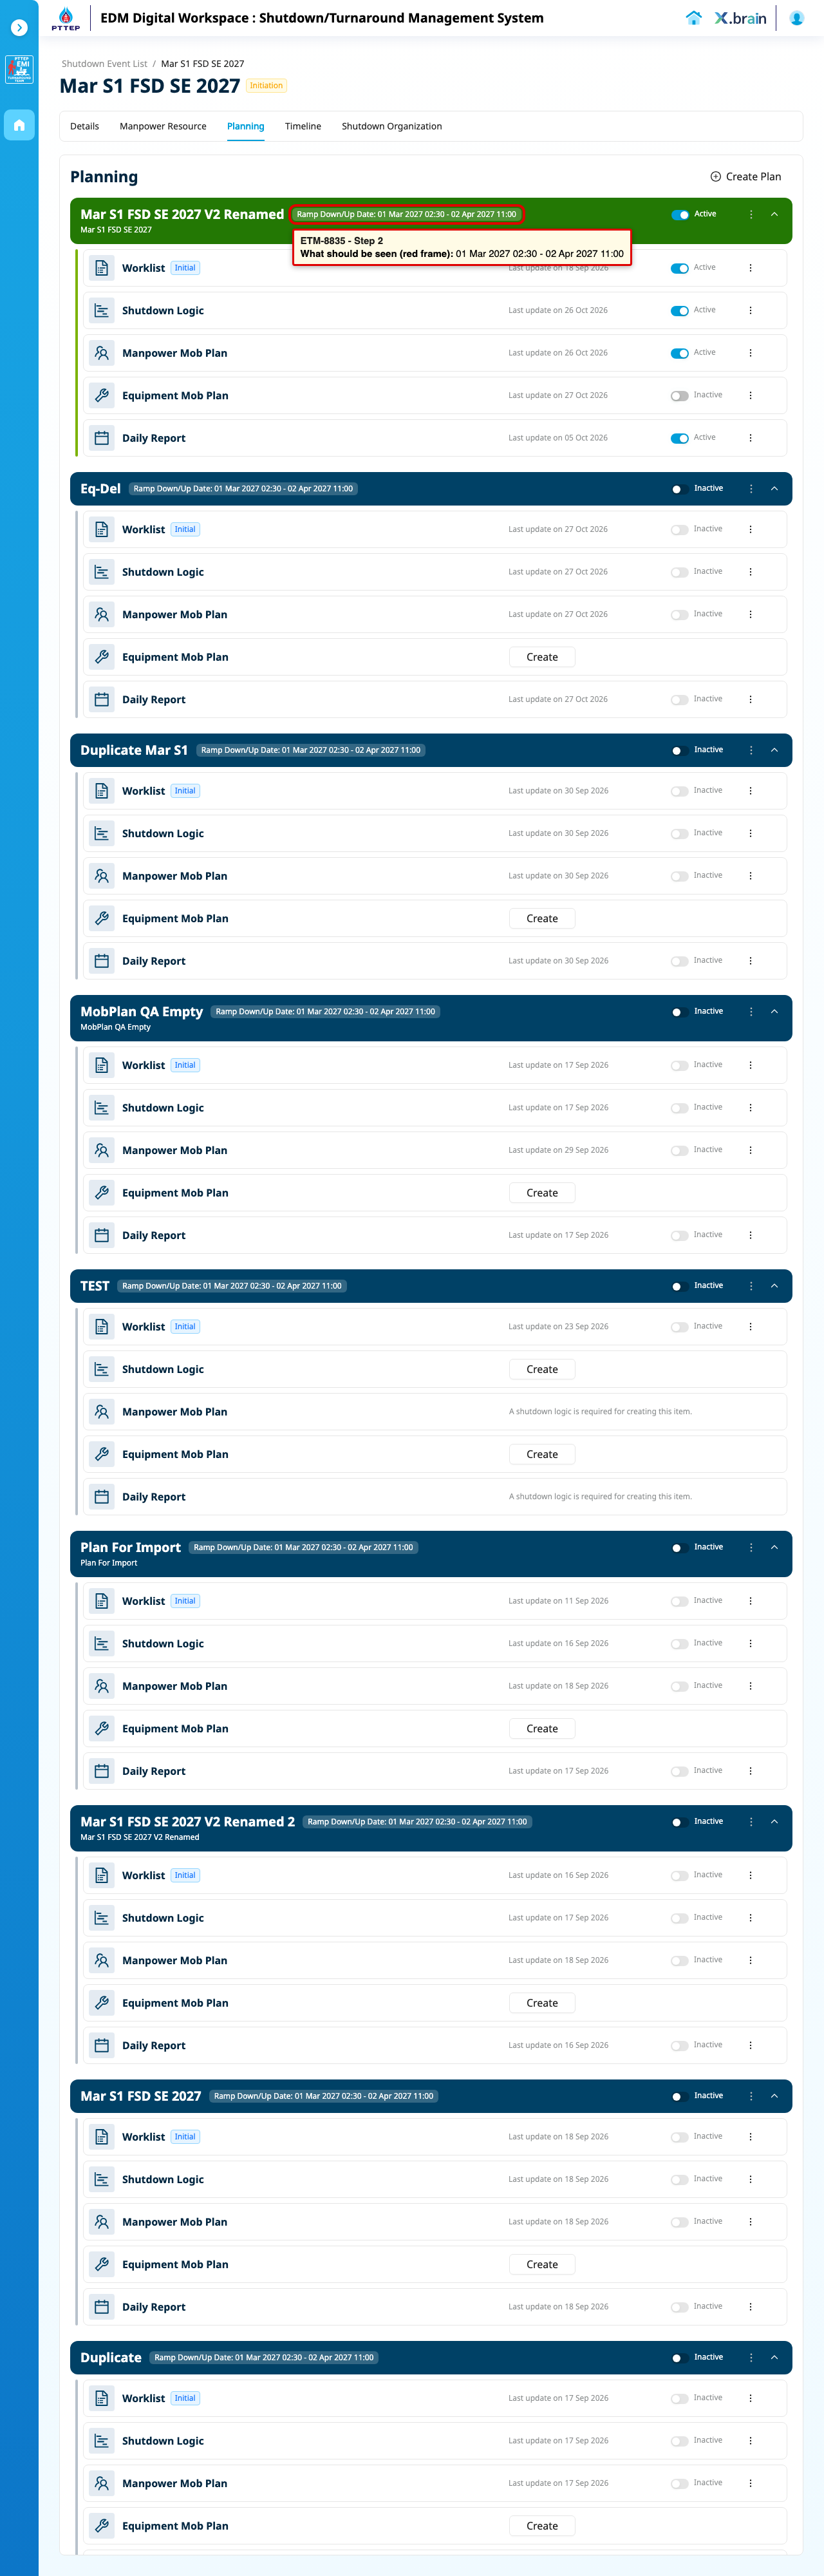 PTTEP
EDM Digital Workspace : Shutdown/Turnaround Management System
X.brain
PTTEP
EMI
Shutdown Event List / Mar S1 FSD SE 2027
Mar S1 FSD SE 2027 Initiation
Details Manpower Resource Planning Timeline Shutdown Organization
Planning Create Plan
Mar S1 FSD SE 2027 V2 Renamed Ramp Down/Up Date: 01 Mar 2027 02:30 - 02 Apr 2027 11:00 Active
Mar S1 FSD SE 2027
ETM-8835 - Step 2
What should be seen (red frame): 01 Mar 2027 02:30 - 02 Apr 2027 11:00
Worklist Initial Last update on 18 Sep 2026 Active
Shutdown Logic Last update on 26 Oct 2026 Active
Manpower Mob Plan Last update on 26 Oct 2026 Active
Equipment Mob Plan Last update on 27 Oct 2026 Inactive
Daily Report Last update on 05 Oct 2026 Active
Eq-Del Ramp Down/Up Date: 01 Mar 2027 02:30 - 02 Apr 2027 11:00 Inactive
Worklist Initial Last update on 27 Oct 2026 Inactive
Shutdown Logic Last update on 27 Oct 2026 Inactive
Manpower Mob Plan Last update on 27 Oct 2026 Inactive
Equipment Mob Plan Create
Daily Report Last update on 27 Oct 2026 Inactive
Duplicate Mar S1 Ramp Down/Up Date: 01 Mar 2027 02:30 - 02 Apr 2027 11:00 Inactive
Worklist Initial Last update on 30 Sep 2026 Inactive
Shutdown Logic Last update on 30 Sep 2026 Inactive
Manpower Mob Plan Last update on 30 Sep 2026 Inactive
Equipment Mob Plan Create
Daily Report Last update on 30 Sep 2026 Inactive
MobPlan QA Empty Ramp Down/Up Date: 01 Mar 2027 02:30 - 02 Apr 2027 11:00 Inactive
MobPlan QA Empty
Worklist Initial Last update on 17 Sep 2026 Inactive
Shutdown Logic Last update on 17 Sep 2026 Inactive
Manpower Mob Plan Last update on 29 Sep 2026 Inactive
Equipment Mob Plan Create
Daily Report Last update on 17 Sep 2026 Inactive
TEST Ramp Down/Up Date: 01 Mar 2027 02:30 - 02 Apr 2027 11:00 Inactive
Worklist Initial Last update on 23 Sep 2026 Inactive
Shutdown Logic Create
Manpower Mob Plan A shutdown logic is required for creating this item.
Equipment Mob Plan Create
Daily Report A shutdown logic is required for creating this item.
Plan For Import Ramp Down/Up Date: 01 Mar 2027 02:30 - 02 Apr 2027 11:00 Inactive
Plan For Import
Worklist Initial Last update on 11 Sep 2026 Inactive
Shutdown Logic Last update on 16 Sep 2026 Inactive
Manpower Mob Plan Last update on 18 Sep 2026 Inactive
Equipment Mob Plan Create
Daily Report Last update on 17 Sep 2026 Inactive
Mar S1 FSD SE 2027 V2 Renamed 2 Ramp Down/Up Date: 01 Mar 2027 02:30 - 02 Apr 2027 11:00 Inactive
Mar S1 FSD SE 2027 V2 Renamed
Worklist Initial Last update on 16 Sep 2026 Inactive
Shutdown Logic Last update on 17 Sep 2026 Inactive
Manpower Mob Plan Last update on 18 Sep 2026 Inactive
Equipment Mob Plan Create
Daily Report Last update on 16 Sep 2026 Inactive
Mar S1 FSD SE 2027 Ramp Down/Up Date: 01 Mar 2027 02:30 - 02 Apr 2027 11:00 Inactive
Worklist Initial Last update on 18 Sep 2026 Inactive
Shutdown Logic Last update on 18 Sep 2026 Inactive
Manpower Mob Plan Last update on 18 Sep 2026 Inactive
Equipment Mob Plan Create
Daily Report Last update on 18 Sep 2026 Inactive
Duplicate Ramp Down/Up Date: 01 Mar 2027 02:30 - 02 Apr 2027 11:00 Inactive
Worklist Initial Last update on 17 Sep 2026 Inactive
Shutdown Logic Last update on 17 Sep 2026 Inactive
Manpower Mob Plan Last update on 17 Sep 2026 Inactive
Equipment Mob Plan Create